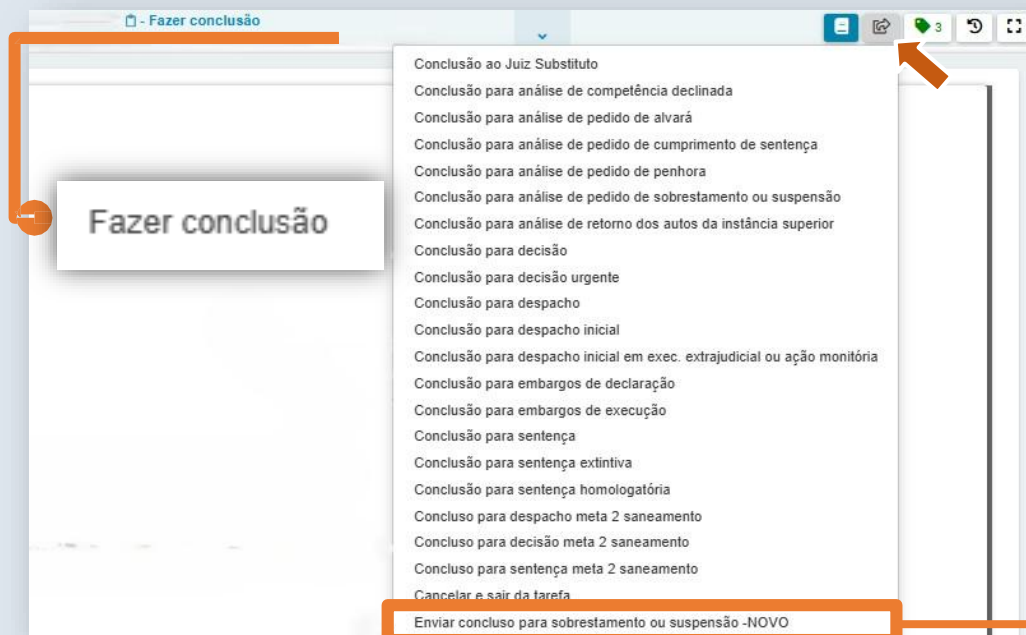 - Fazer conclusão
3
Conclusão ao Juiz Substituto
Conclusão para análise de competência declinada
Conclusão para análise de pedido de alvará
Conclusão para análise de pedido de cumprimento de sentença
Conclusão para análise de pedido de penhora
Conclusão para análise de pedido de sobrestamento ou suspensão
Fazer conclusão
Conclusão para análise de retorno dos autos da instância superior
Conclusão para decisão
Conclusão para decisão urgente
Conclusão para despacho
Conclusão para despacho inicial
Conclusão para despacho inicial em exec. extrajudicial ou ação monitória
Conclusão para embargos de declaração
Conclusão para embargos de execução
Conclusão para sentença
Conclusão para sentença extintiva
Conclusão para sentença homologatória
Concluso para despacho meta 2 saneamento
Concluso para decisão meta 2 saneamento
Concluso para sentença meta 2 saneamento
Cancelar e sair da tarefa
Enviar concluso para sobrestamento ou suspensão -NOVO